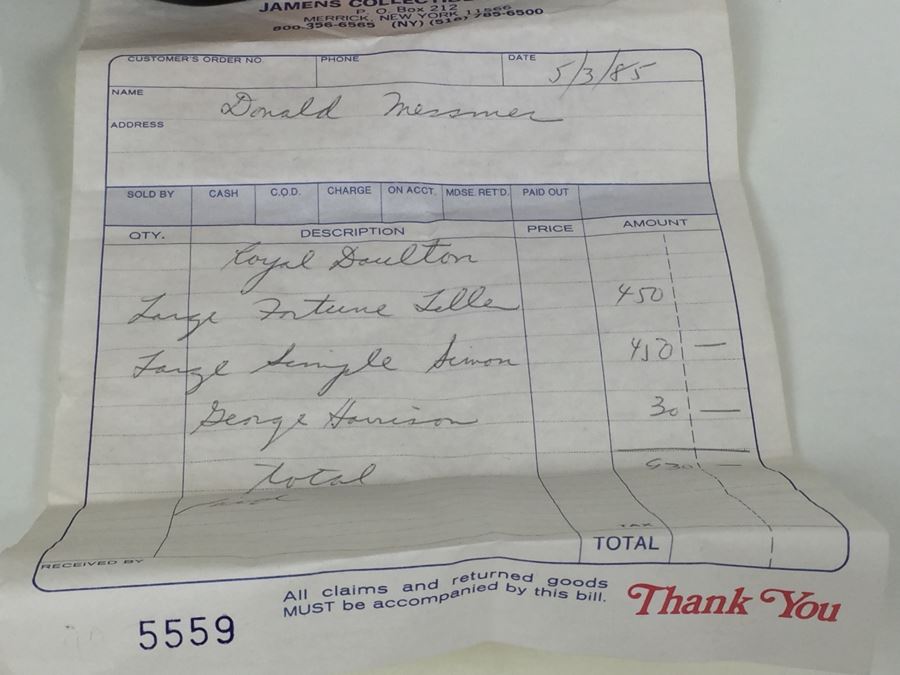 JAMENS
P. O. Box 212
MERRICK, NEW YORK 11566
800-356-6565 (NY) (516) 785-6500
CUSTOMER'S ORDER NO. PHONE DATE 5/3/85
NAME Donald Messmer
ADDRESS
SOLD BY CASH C.O.D. CHARGE ON ACCT. MDSE RET'D. PAID OUT
QTY. DESCRIPTION PRICE AMOUNT
Royal Doulton
Large Fortune Teller 450
Large Simple Simon 450 —
George Harrison 30 —
Total 930 —
TAX
RECEIVED BY TOTAL
All claims and returned goods
MUST be accompanied by this bill.
Thank You
5559